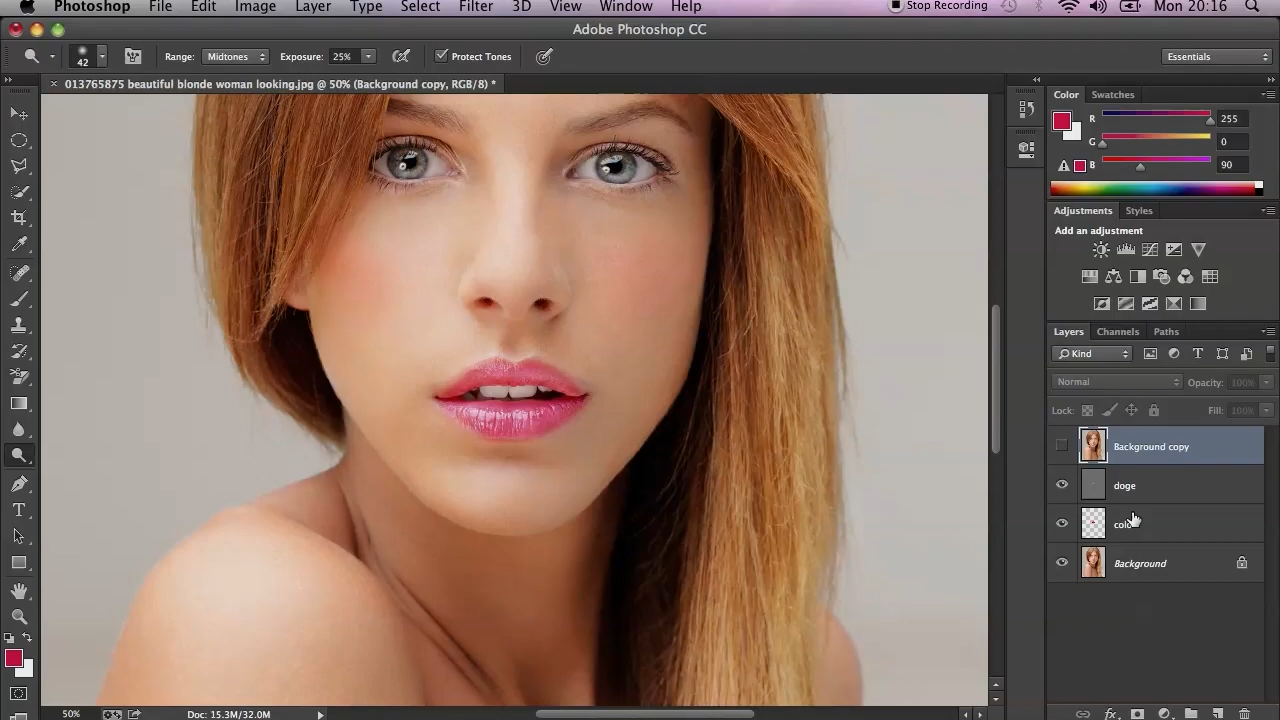 Photoshop File Edit Image Layer Type Select Filter 3D View Window Help Stop Recording Mon 20:16
Adobe Photoshop CC
42 Range: Midtones Exposure: 25% Protect Tones Essentials
013765875 beautiful blonde woman looking.jpg @ 50% (Background copy, RGB/8) *
Color Swatches
R 255
G 0
B 90
Adjustments Styles
Add an adjustment
Layers Channels Paths
Kind
Normal Opacity: 100%
Lock: Fill: 100%
Background copy
doge
Background
50% Doc: 15.3M/32.0M